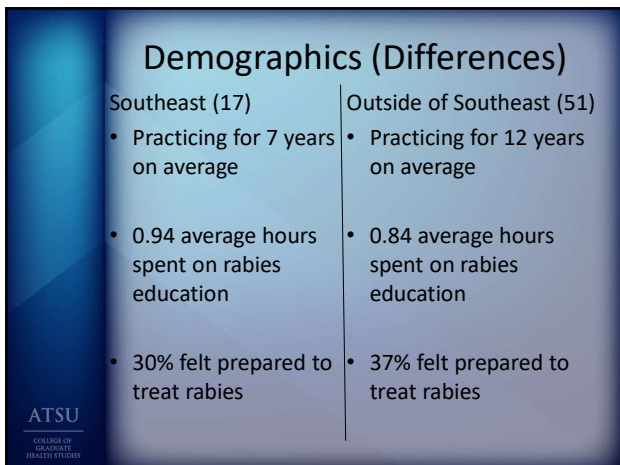 Demographics (Differences)
Southeast (17)
• Practicing for 7 years
on average
• 0.94 average hours
spent on rabies
education
• 30% felt prepared to
treat rabies
Outside of Southeast (51)
• Practicing for 12 years
on average
• 0.84 average hours
spent on rabies
education
• 37% felt prepared to
treat rabies
ATSU
COLLEGE OF
GRADUATE
HEALTH STUDIES